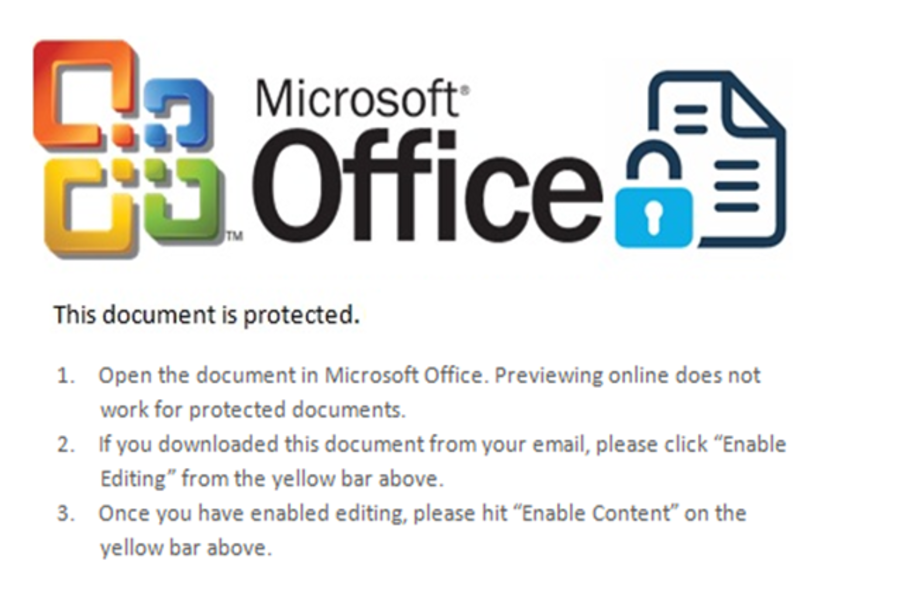 Microsoft®
Office
TM
This document is protected.
1. Open the document in Microsoft Office. Previewing online does not
work for protected documents.
2. If you downloaded this document from your email, please click “Enable
Editing” from the yellow bar above.
3. Once you have enabled editing, please hit “Enable Content” on the
yellow bar above.